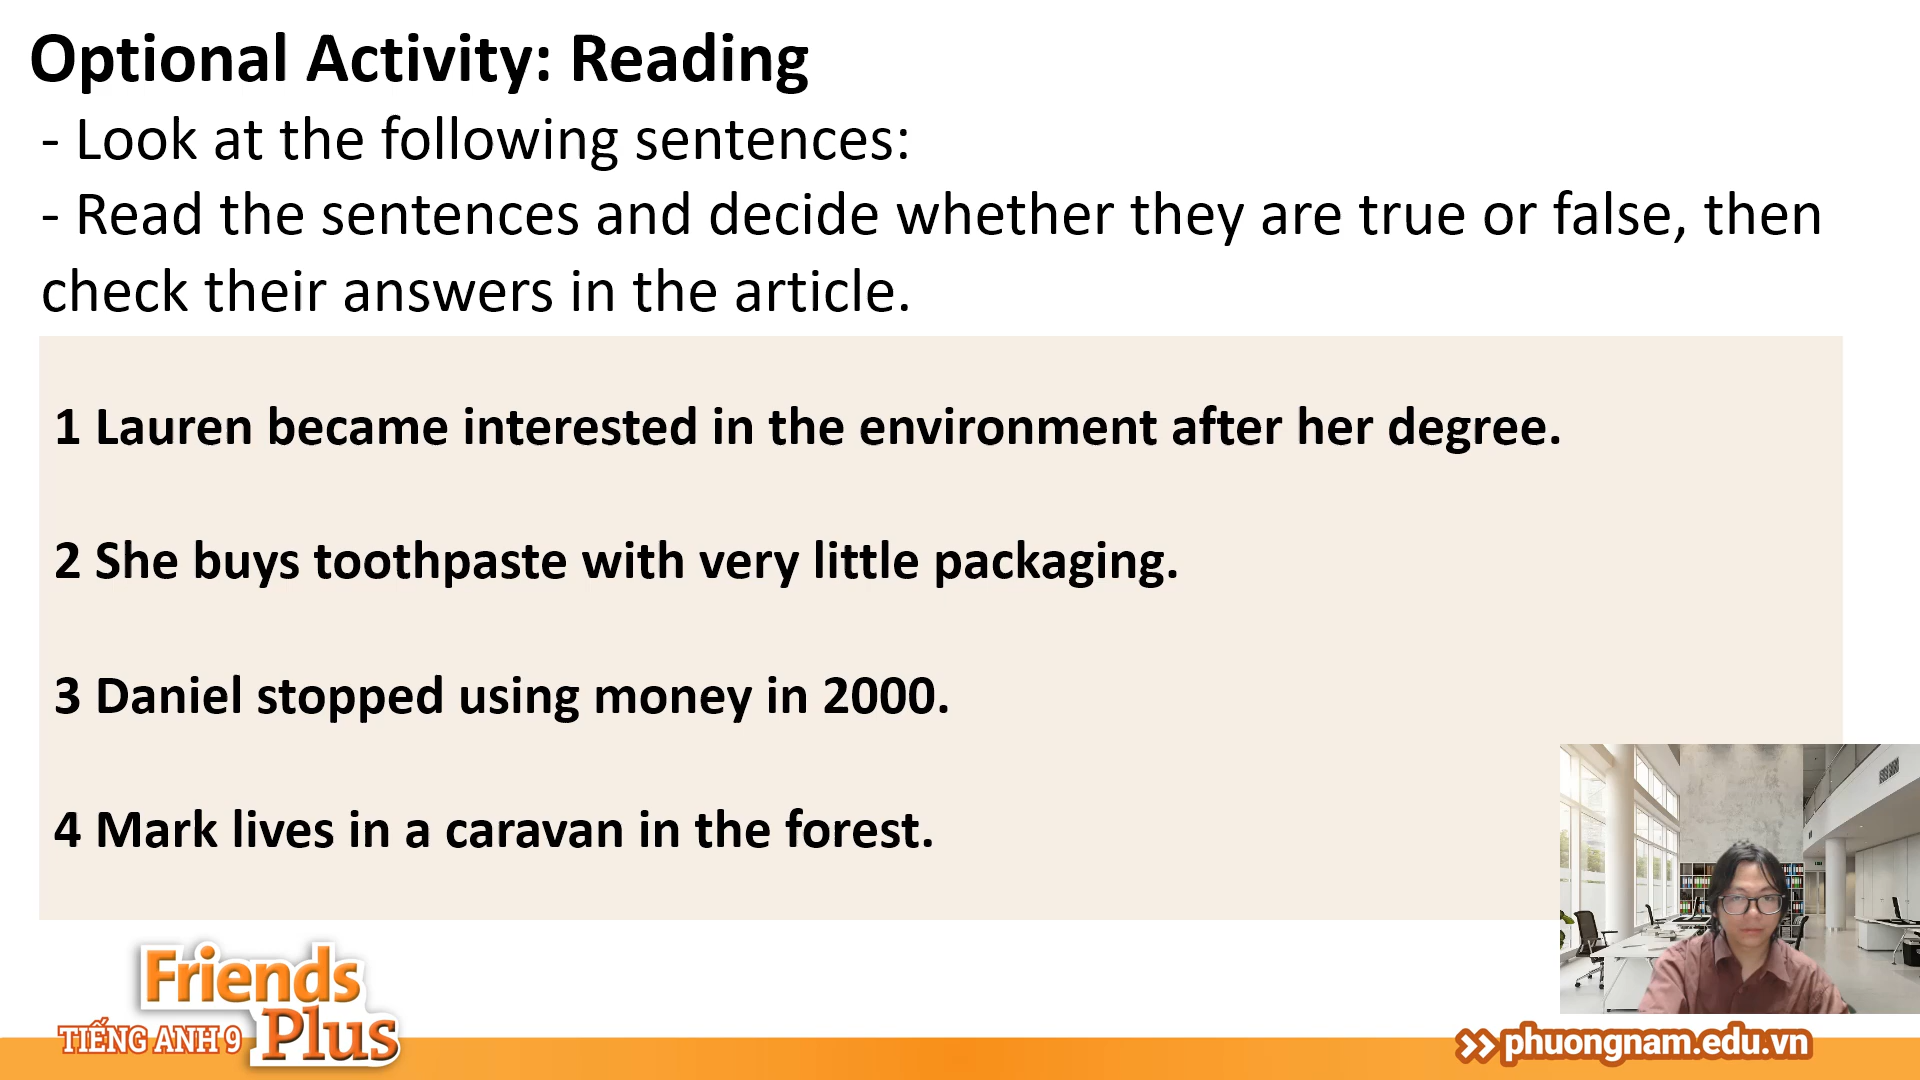 Optional Activity: Reading
- Look at the following sentences:
- Read the sentences and decide whether they are true or false, then
check their answers in the article.
1 Lauren became interested in the environment after her degree.
2 She buys toothpaste with very little packaging.
3 Daniel stopped using money in 2000.
4 Mark lives in a caravan in the forest.
Friends
Plus
TIẾNG ANH 9
>> phuongnam.edu.vn